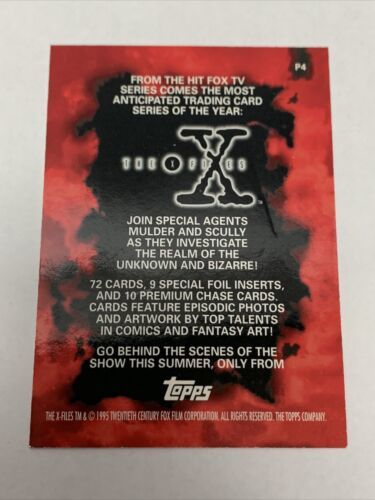 P4
FROM THE HIT FOX TV
SERIES COMES THE MOST
ANTICIPATED TRADING CARD
SERIES OF THE YEAR:
THE X FILES
X
TM
JOIN SPECIAL AGENTS
MULDER AND SCULLY
AS THEY INVESTIGATE
THE REALM OF THE
UNKNOWN AND BIZARRE!
72 CARDS, 9 SPECIAL FOIL INSERTS,
AND 10 PREMIUM CHASE CARDS.
CARDS FEATURE EPISODIC PHOTOS
AND ARTWORK BY TOP TALENTS
IN COMICS AND FANTASY ART!
GO BEHIND THE SCENES OF THE
SHOW THIS SUMMER, ONLY FROM
topps
THE X-FILES TM & © 1995 TWENTIETH CENTURY FOX FILM CORPORATION. ALL RIGHTS RESERVED. THE TOPPS COMPANY.